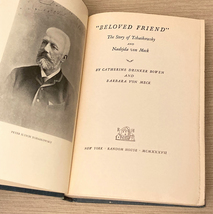 "BELOVED FRIEND"
The Story of Tchaikowsky
AND
Nadejda von Meck
BY CATHERINE DRINKER BOWEN
AND
BARBARA VON MECK
NEW YORK · RANDOM HOUSE · MCMXXXVII